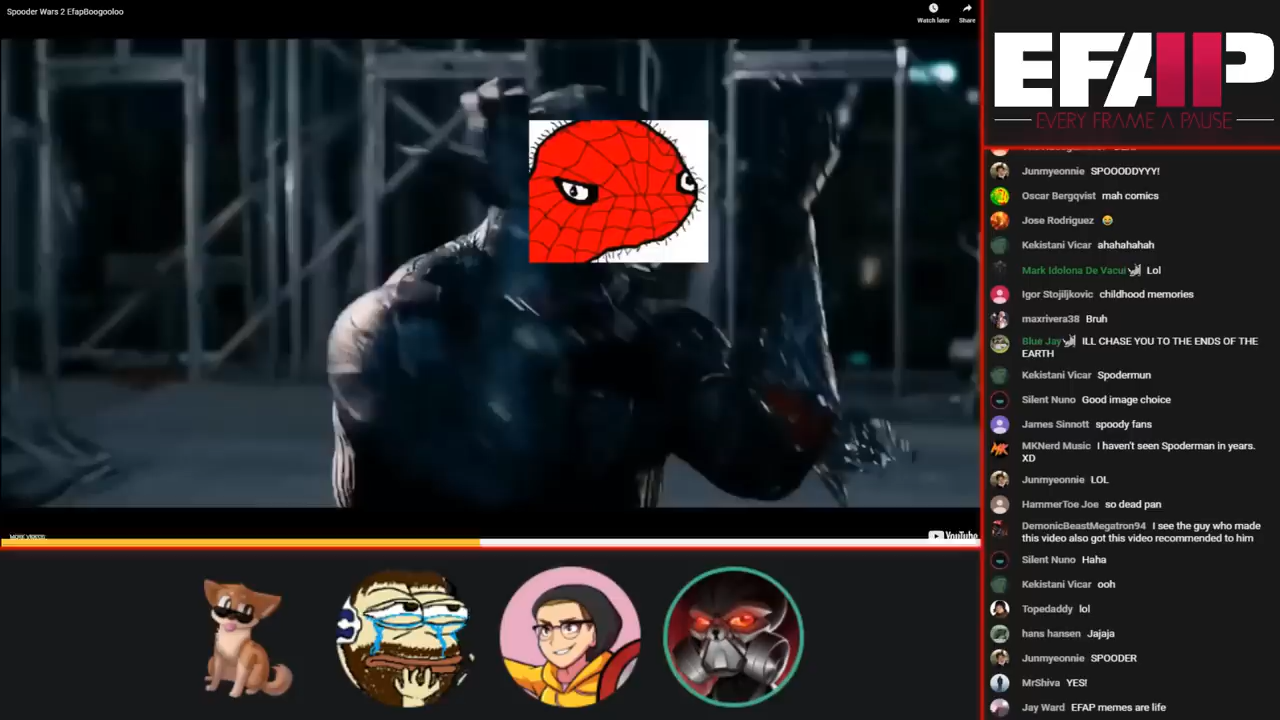 Spooder Wars 2 EfapBoogooloo
Watch later
Share
MORE VIDEOS
YouTube
EFAP
EVERY FRAME A PAUSE
Junmyeonnie SPOOODDYYY!
Oscar Bergqvist mah comics
Jose Rodriguez 😂
Kekistani Vicar ahahahahah
Mark Idolona De Vacui Lol
Igor Stojiljkovic childhood memories
maxrivera38 Bruh
Blue Jay ILL CHASE YOU TO THE ENDS OF THE
EARTH
Kekistani Vicar Spodermun
Silent Nuno Good image choice
James Sinnott spoody fans
MKNerd Music I haven't seen Spoderman in years.
XD
Junmyeonnie LOL
HammerToe Joe so dead pan
DemonicBeastMegatron94 I see the guy who made
this video also got this video recommended to him
Silent Nuno Haha
Kekistani Vicar ooh
Topedaddy lol
hans hansen Jajaja
Junmyeonnie SPOODER
MrShiva YES!
Jay Ward EFAP memes are life